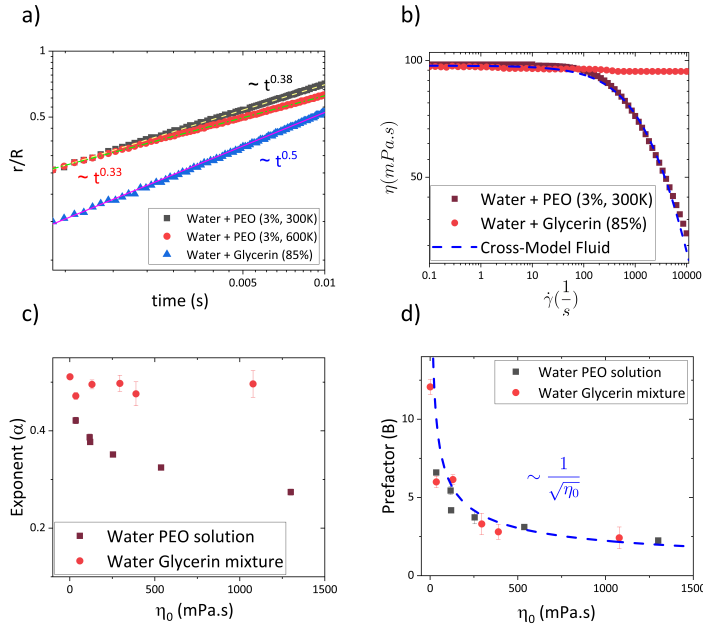 a)
1
0.5
r/R
~ t^0.38
~ t^0.33
~ t^0.5
Water + PEO (3%, 300K)
Water + PEO (3%, 600K)
Water + Glycerin (85%)
0.005
0.01
time (s)
b)
100
50
η(mPa.s)
Water + PEO (3%, 300K)
Water + Glycerin (85%)
Cross-Model Fluid
0.1
1
10
100
1000
10000
γ̇(1/s)
c)
0.4
0.2
Exponent (α)
Water PEO solution
Water Glycerin mixture
0
500
1000
1500
η₀ (mPa.s)
d)
10
5
0
Prefactor (B)
Water PEO solution
Water Glycerin mixture
~ 1/√η₀
0
500
1000
1500
η₀ (mPa.s)